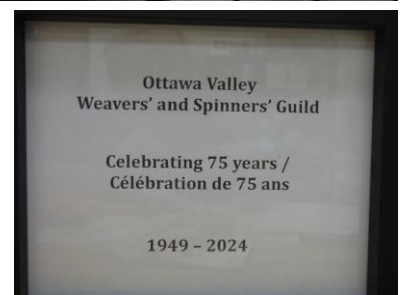 Ottawa Valley
Weavers' and Spinners' Guild
Celebrating 75 years /
Célébration de 75 ans
1949 – 2024